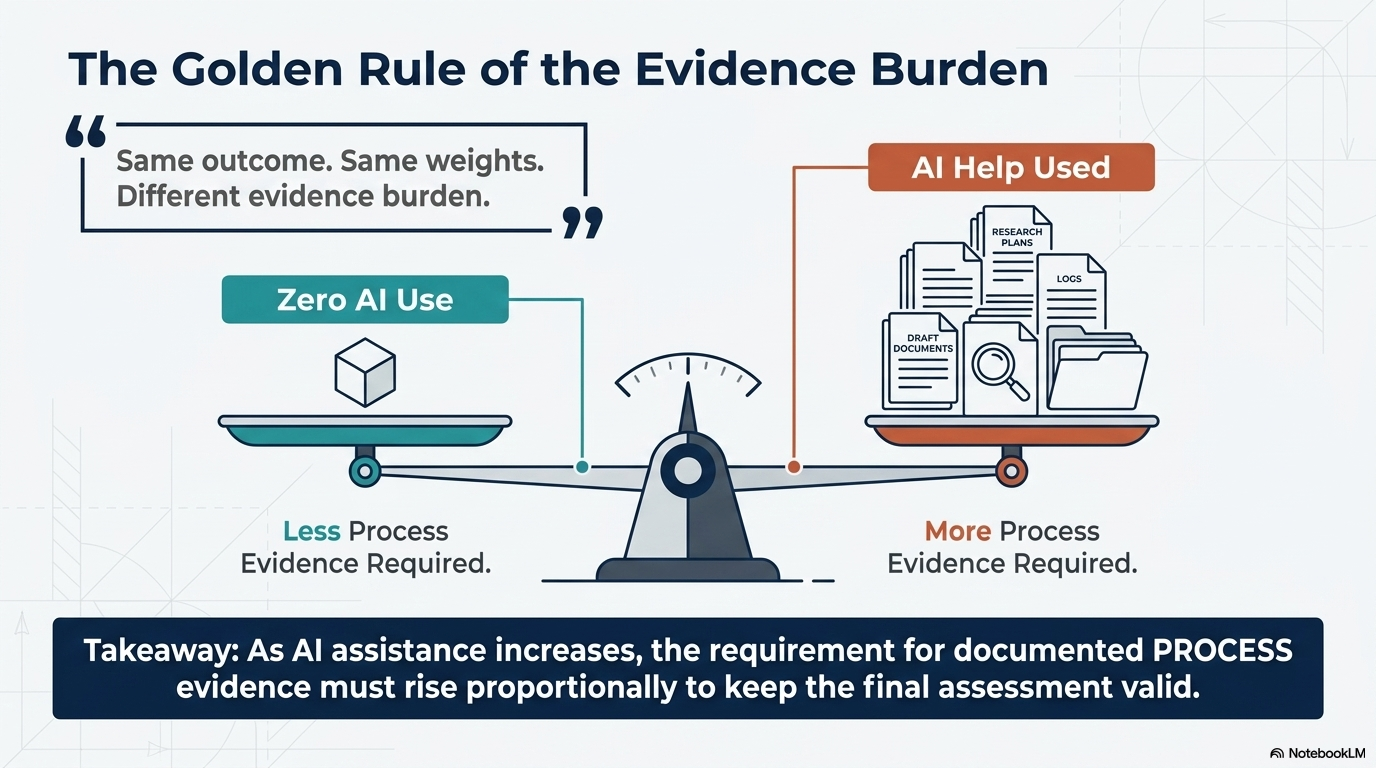 The Golden Rule of the Evidence Burden
“
Same outcome. Same weights.
Different evidence burden.
”
AI Help Used
RESEARCH
PLANS
LOGS
DRAFT
DOCUMENTS
Zero AI Use
Less Process
Evidence Required.
More Process
Evidence Required.
Takeaway: As AI assistance increases, the requirement for documented PROCESS
evidence must rise proportionally to keep the final assessment valid.
NotebookLM